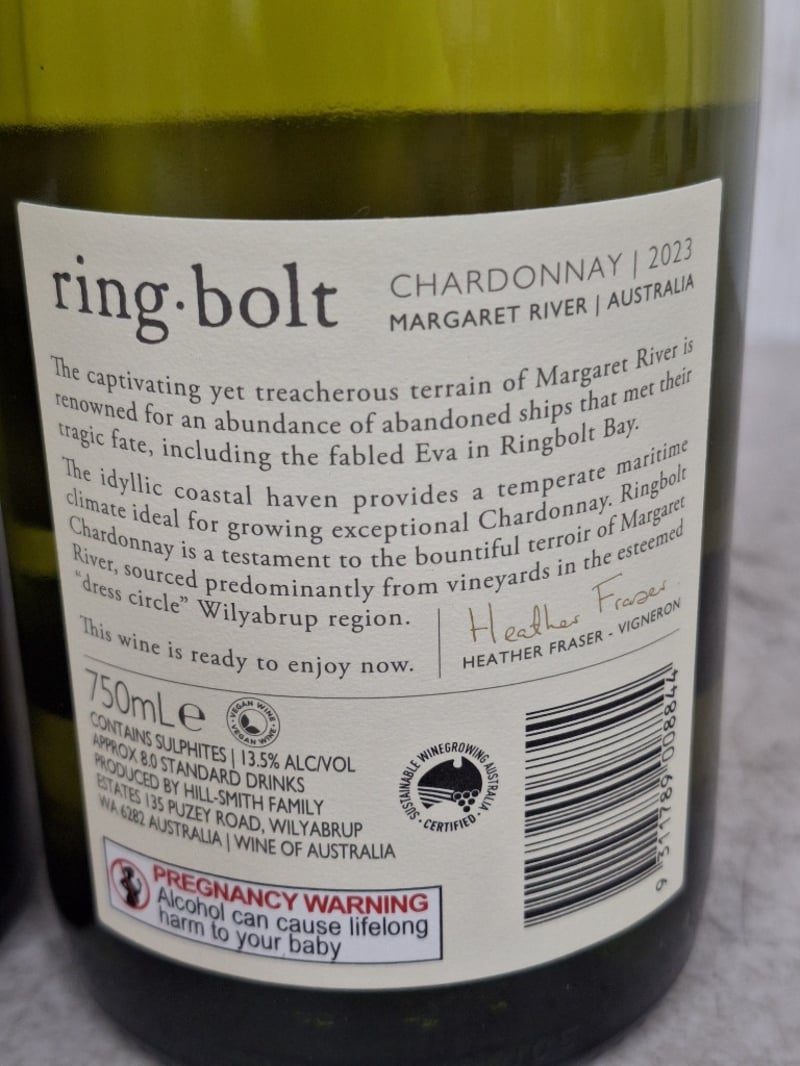 ring·bolt
CHARDONNAY | 2023
MARGARET RIVER | AUSTRALIA
The captivating yet treacherous terrain of Margaret River is
renowned for an abundance of abandoned ships that met their
tragic fate, including the fabled Eva in Ringbolt Bay.
The idyllic coastal haven provides a temperate maritime
climate ideal for growing exceptional Chardonnay. Ringbolt
Chardonnay is a testament to the bountiful terroir of Margaret
River, sourced predominantly from vineyards in the esteemed
“dress circle” Wilyabrup region.
This wine is ready to enjoy now.
Heather Fraser
HEATHER FRASER - VIGNERON
750mL e
VEGAN WINE · VEGAN WINE ·
CONTAINS SULPHITES | 13.5% ALC/VOL
APPROX 8.0 STANDARD DRINKS
PRODUCED BY HILL-SMITH FAMILY
ESTATES 135 PUZEY ROAD, WILYABRUP
WA 6282 AUSTRALIA | WINE OF AUSTRALIA
SUSTAINABLE WINEGROWING AUSTRALIA
· CERTIFIED ·
9 311789 008844
PREGNANCY WARNING
Alcohol can cause lifelong
harm to your baby